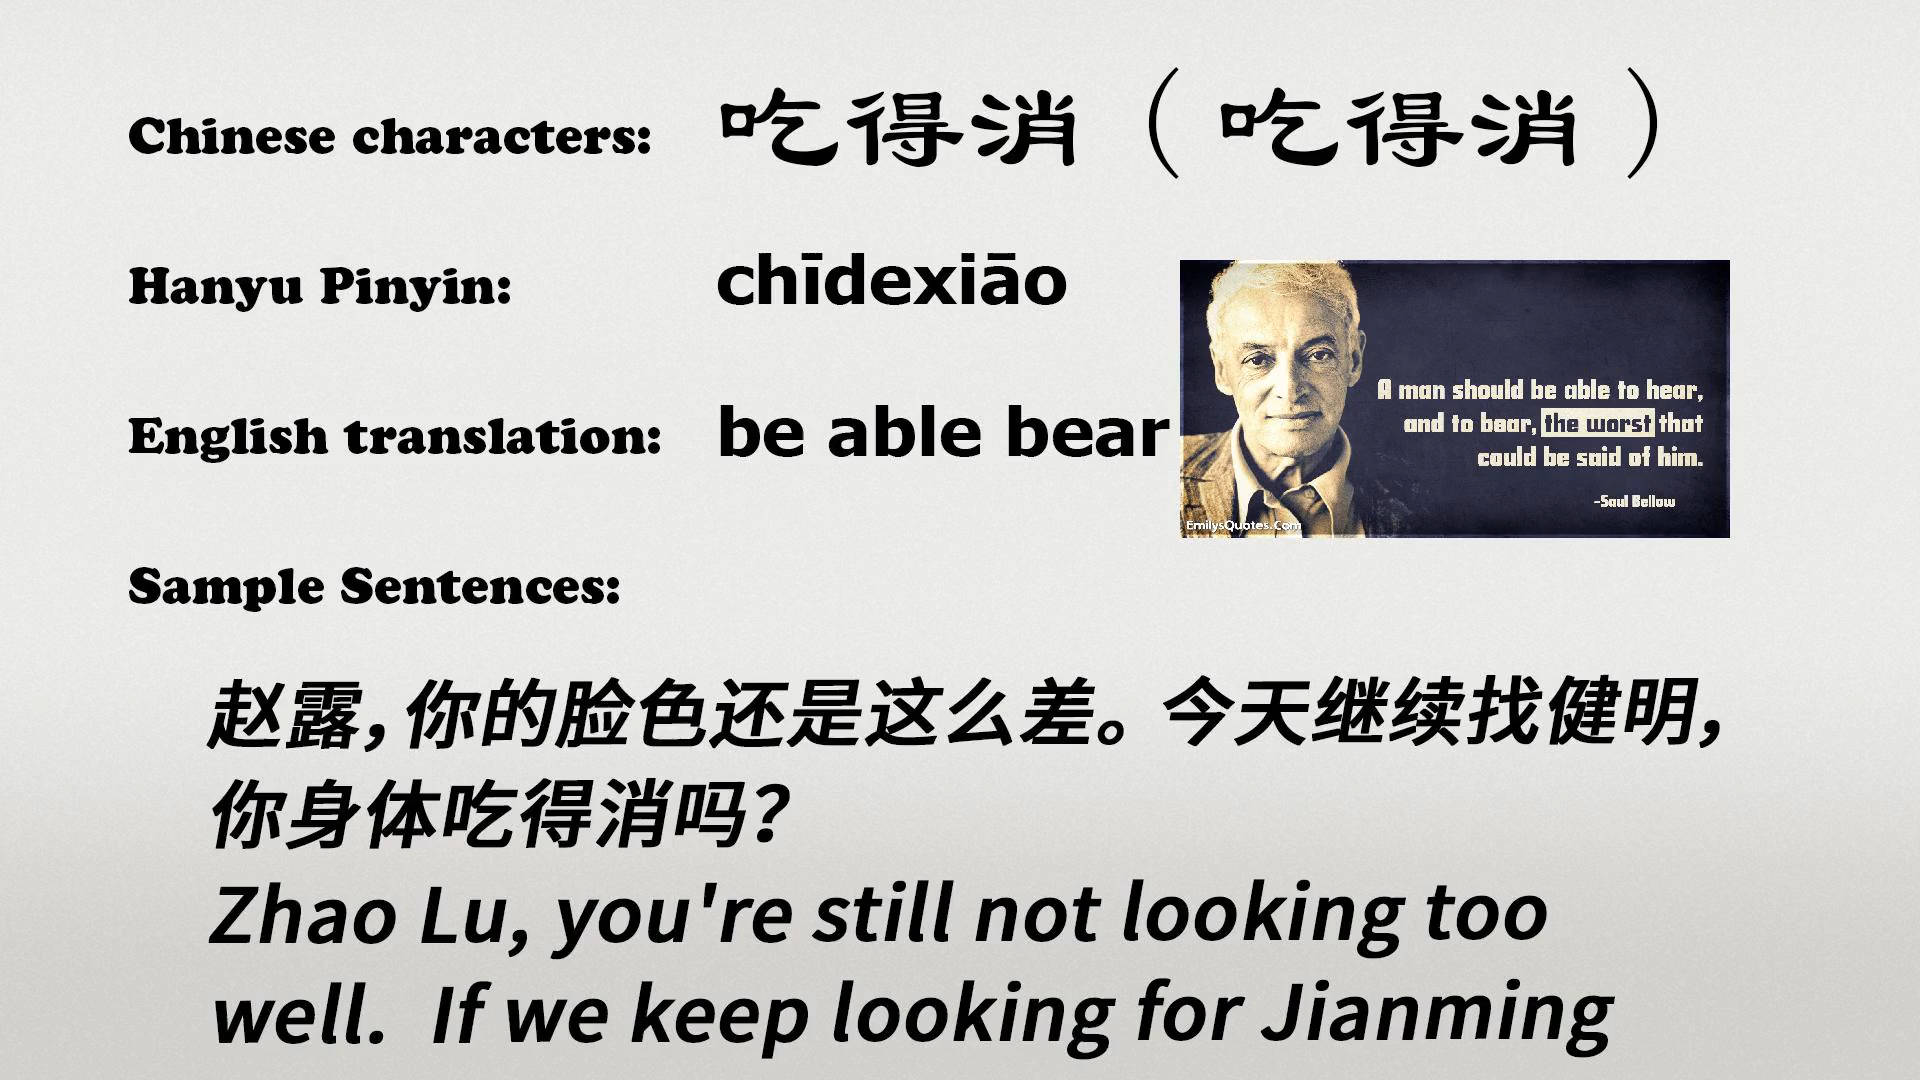 Chinese characters: 吃得消（吃得消）
Hanyu Pinyin: chīdexiāo
English translation: be able bear
A man should be able to hear,
and to bear, the worst that
could be said of him.
-Saul Bellow
EmilysQuotes.Com
Sample Sentences:
赵露，你的脸色还是这么差。今天继续找健明，
你身体吃得消吗？
Zhao Lu, you're still not looking too
well.  If we keep looking for Jianming